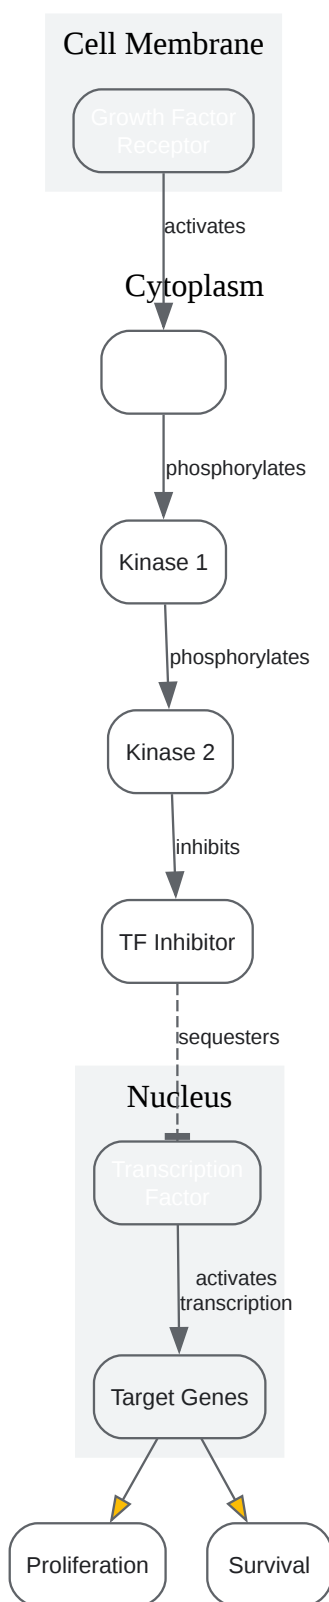 Cell Membrane
Growth Factor
Receptor
activates
Cytoplasm
phosphorylates
Kinase 1
phosphorylates
Kinase 2
inhibits
TF Inhibitor
sequesters
Nucleus
Transcription
Factor
activates
transcription
Target Genes
Proliferation
Survival